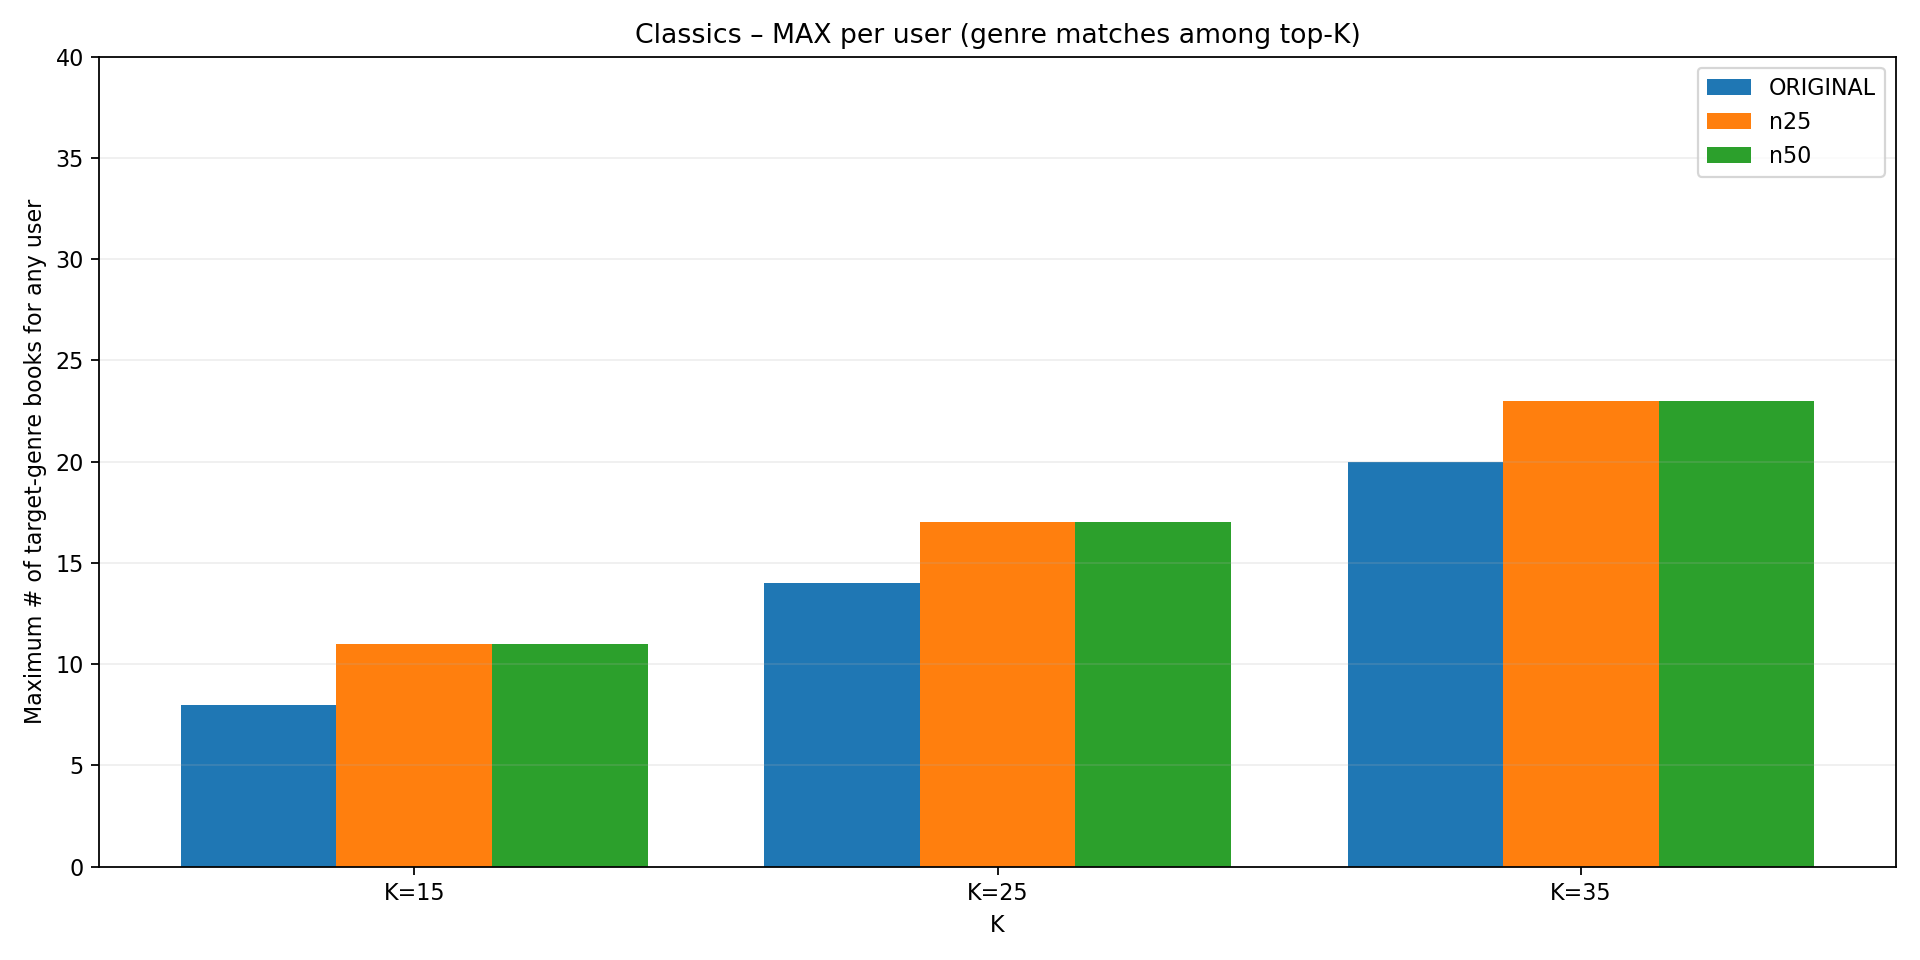 Classics – MAX per user (genre matches among top-K)
Maximum # of target-genre books for any user
40
35
30
25
20
15
10
5
0
ORIGINAL
n25
n50
K=15
K=25
K=35
K